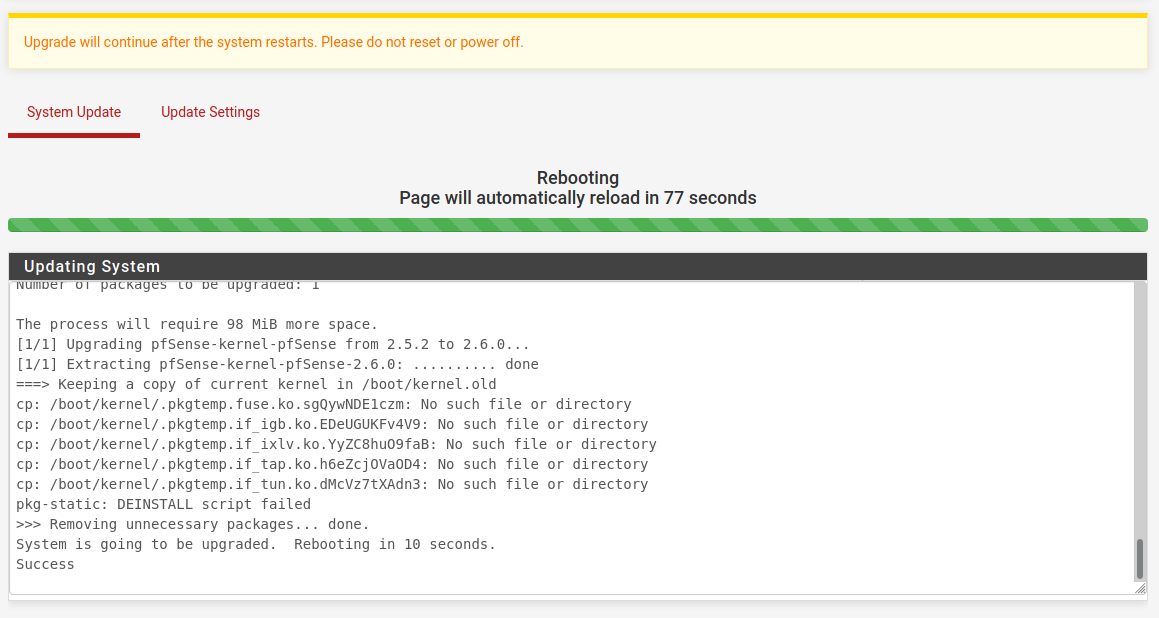 Upgrade will continue after the system restarts. Please do not reset or power off.
System Update
Update Settings
Rebooting
Page will automatically reload in 77 seconds
Updating System
Number of packages to be upgraded: 1
The process will require 98 MiB more space.
[1/1] Upgrading pfSense-kernel-pfSense from 2.5.2 to 2.6.0...
[1/1] Extracting pfSense-kernel-pfSense-2.6.0: .......... done
===> Keeping a copy of current kernel in /boot/kernel.old
cp: /boot/kernel/.pkgtemp.fuse.ko.sgQywNDE1czm: No such file or directory
cp: /boot/kernel/.pkgtemp.if_igb.ko.EDeUGUKFv4V9: No such file or directory
cp: /boot/kernel/.pkgtemp.if_ixlv.ko.YyZC8huO9faB: No such file or directory
cp: /boot/kernel/.pkgtemp.if_tap.ko.h6eZcjOVaOD4: No such file or directory
cp: /boot/kernel/.pkgtemp.if_tun.ko.dMcVz7tXAdn3: No such file or directory
pkg-static: DEINSTALL script failed
>>> Removing unnecessary packages... done.
System is going to be upgraded.  Rebooting in 10 seconds.
Success